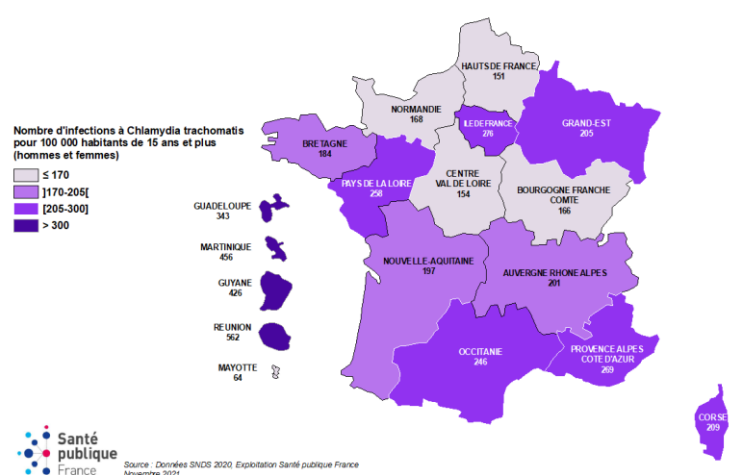 Nombre d'infections à Chlamydia trachomatis
pour 100 000 habitants de 15 ans et plus
(hommes et femmes)
≤ 170
]170-205[
[205-300]
> 300
HAUTS DE FRANCE
151
NORMANDIE
168
ILE DE FRANCE
276
GRAND-EST
205
BRETAGNE
184
PAYS DE LA LOIRE
258
CENTRE
VAL DE LOIRE
154
BOURGOGNE FRANCHE
COMTE
166
GUADELOUPE
343
MARTINIQUE
456
GUYANE
426
REUNION
562
MAYOTTE
64
NOUVELLE-AQUITAINE
197
AUVERGNE RHONE ALPES
201
OCCITANIE
246
PROVENCE ALPES
COTE D'AZUR
269
CORSE
209
Santé
publique
France
Source : Données SNDS 2020, Exploitation Santé publique France
Novembre 2021